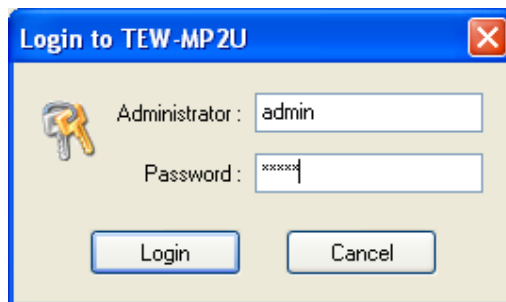 Login to TEW-MP2U
Administrator : admin
Password : *****
Login Cancel